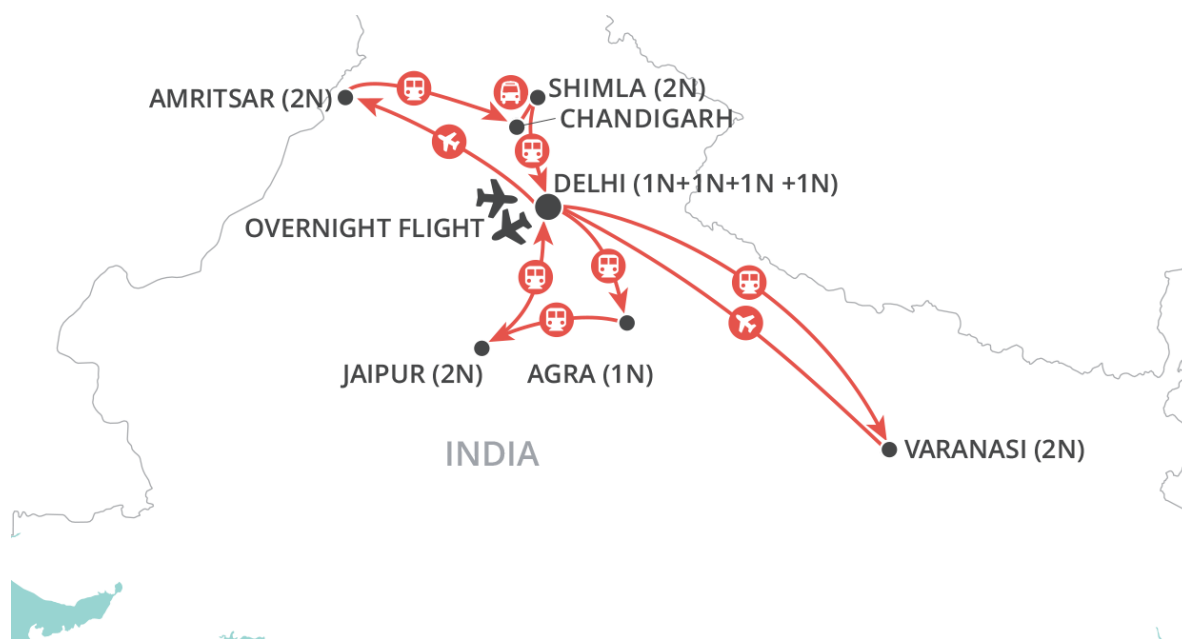 AMRITSAR (2N)
SHIMLA (2N)
CHANDIGARH
DELHI (1N+1N+1N +1N)
OVERNIGHT FLIGHT
JAIPUR (2N)
AGRA (1N)
INDIA
VARANASI (2N)